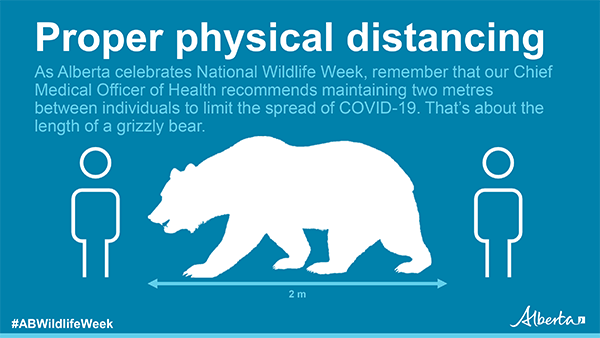 Proper physical distancing
As Alberta celebrates National Wildlife Week, remember that our Chief
Medical Officer of Health recommends maintaining two metres
between individuals to limit the spread of COVID-19. That’s about the
length of a grizzly bear.
2 m
#ABWildlifeWeek
Alberta